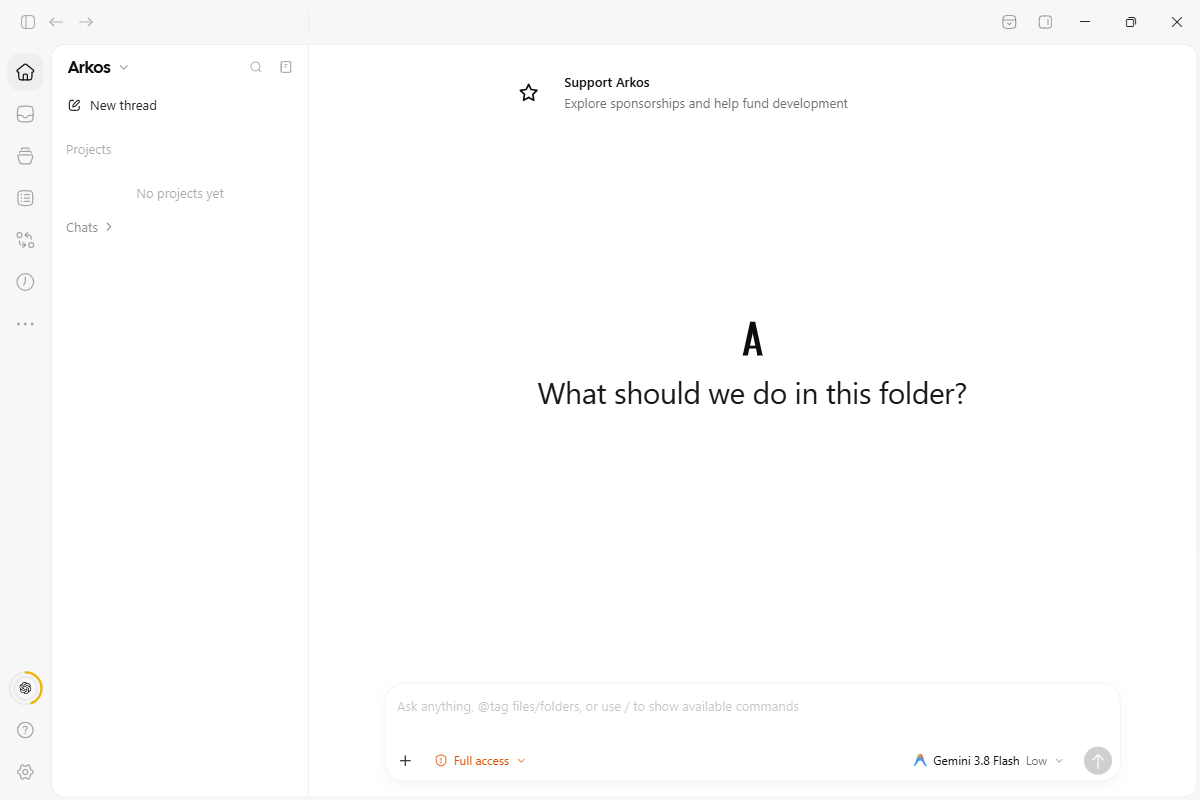 Arkos
New thread
Projects
No projects yet
Chats
Support Arkos
Explore sponsorships and help fund development
A
What should we do in this folder?
Ask anything, @tag files/folders, or use / to show available commands
Full access
Gemini 3.8 Flash Low